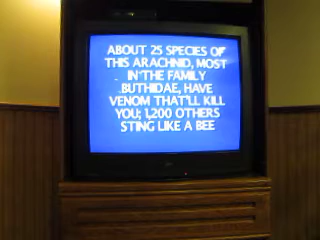 ABOUT 25 SPECIES OF
THIS ARACHNID, MOST
IN THE FAMILY
BUTHIDAE, HAVE
VENOM THAT'LL KILL
YOU; 1,200 OTHERS
STING LIKE A BEE